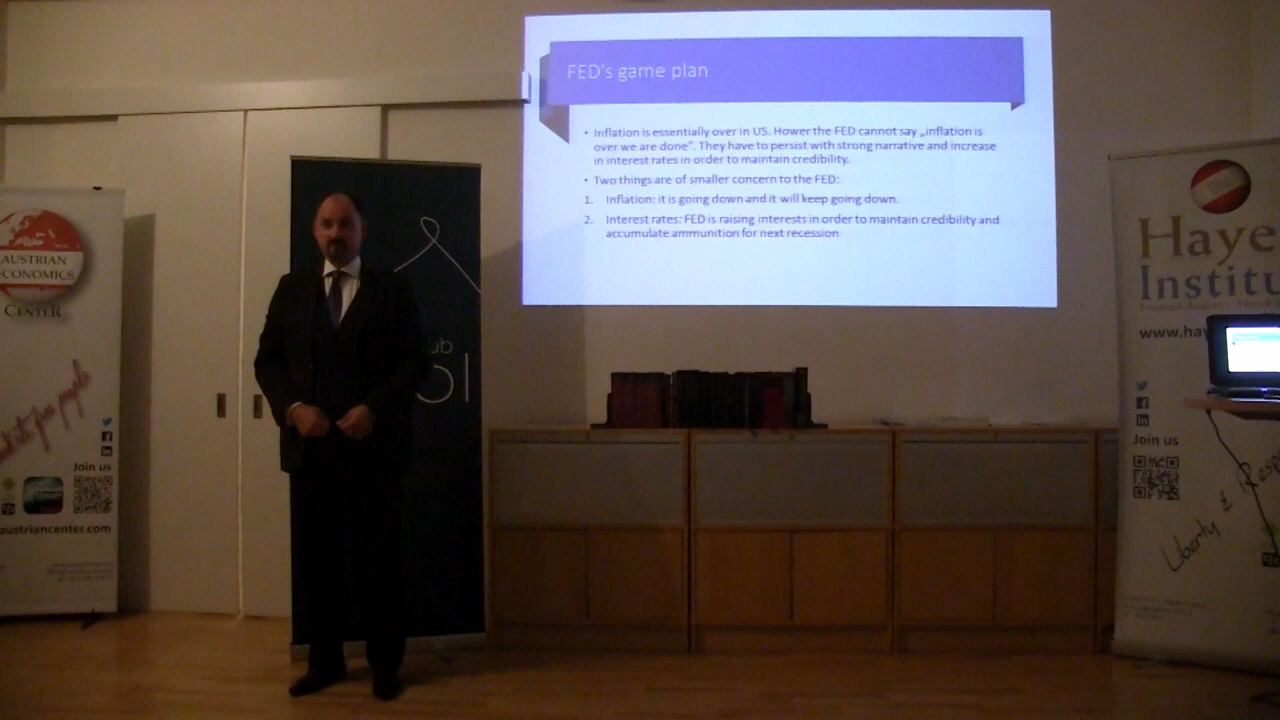 FED's game plan
• Inflation is essentially over in US. Hower the FED cannot say „inflation is
over we are done”. They have to persist with strong narrative and increase
in interest rates in order to maintain credibility.
• Two things are of smaller concern to the FED:
1. Inflation: it is going down and it will keep going down.
2. Interest rates: FED is raising interests in order to maintain credibility and
accumulate ammunition for next recession
AUSTRIAN
ECONOMICS
CENTER
people
Join us
austriancenter.com
ub
ol
Haye
Institu
www.hay
Join us
Liberty & Resp